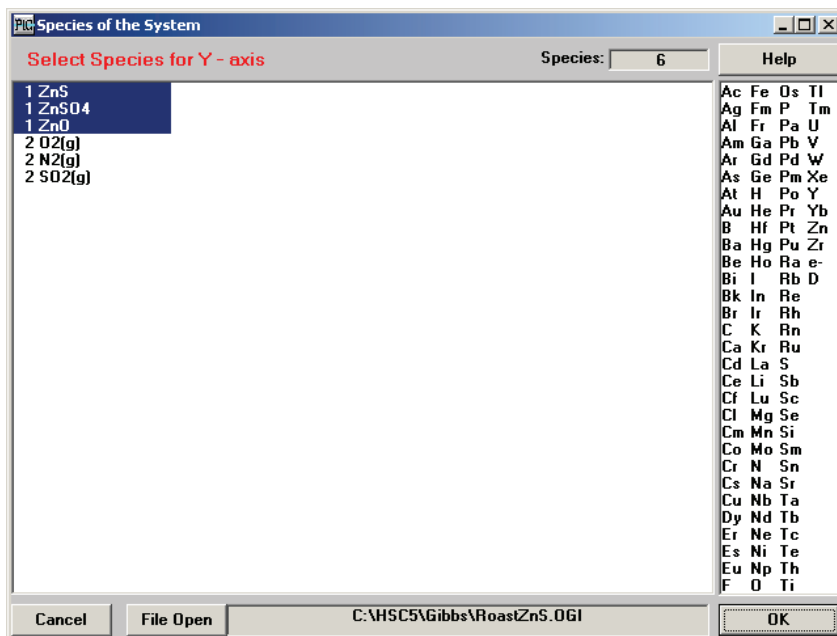 PIC Species of the System
Select Species for Y - axis Species: 6 Help
1 ZnS
1 ZnSO4
1 ZnO
2 O2(g)
2 N2(g)
2 SO2(g)
Ac Fe Os Tl
Ag Fm P Tm
Al Fr Pa U
Am Ga Pb V
Ar Gd Pd W
As Ge Pm Xe
At H Po Y
Au He Pr Yb
B Hf Pt Zn
Ba Hg Pu Zr
Be Ho Ra e-
Bi I Rb D
Bk In Re
Br Ir Rh
C K Rn
Ca Kr Ru
Cd La S
Ce Li Sb
Cf Lu Sc
Cl Mg Se
Cm Mn Si
Co Mo Sm
Cr N Sn
Cs Na Sr
Cu Nb Ta
Dy Nd Tb
Er Ne Tc
Es Ni Te
Eu Np Th
F O Ti
Cancel File Open C:\HSC5\Gibbs\RoastZnS.OGI OK